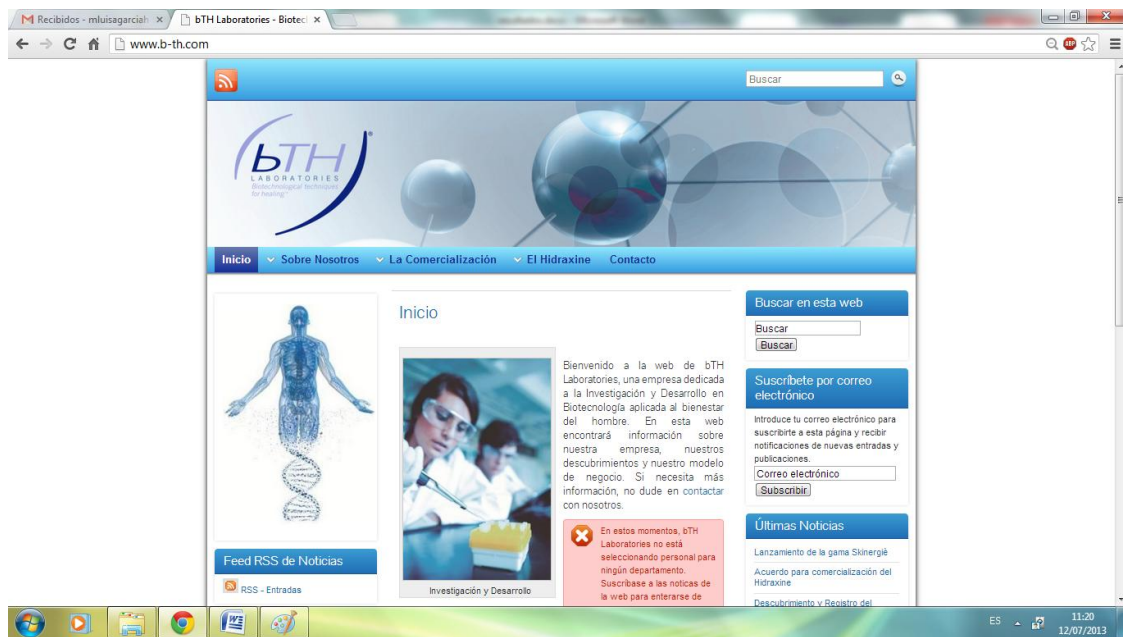 Recibidos - mluisagarciah
bTH Laboratories - Biotec
www.b-th.com
ABP
Buscar
bTH
LABORATORIES
Biotechnological techniques
for healing
Inicio
Sobre Nosotros
La Comercialización
El Hidraxine
Contacto
Feed RSS de Noticias
RSS - Entradas
Inicio
Investigación y Desarrollo
Bienvenido a la web de bTH
Laboratories, una empresa dedicada
a la Investigación y Desarrollo en
Biotecnología aplicada al bienestar
del hombre. En esta web
encontrará información sobre
nuestra empresa, nuestros
descubrimientos y nuestro modelo
de negocio. Si necesita más
información, no dude en contactar
con nosotros.
En estos momentos, bTH
Laboratories no está
seleccionando personal para
ningún departamento.
Suscríbase a las noticas de
la web para enterarse de
Buscar en esta web
Buscar
Buscar
Suscríbete por correo
electrónico
Introduce tu correo electrónico para
suscribirte a esta página y recibir
notificaciones de nuevas entradas y
publicaciones.
Correo electrónico
Subscribir
Últimas Noticias
Lanzamiento de la gama Skinergiè
Acuerdo para comercialización del
Hidraxine
Descubrimiento y Registro del
ES
11:20
12/07/2013